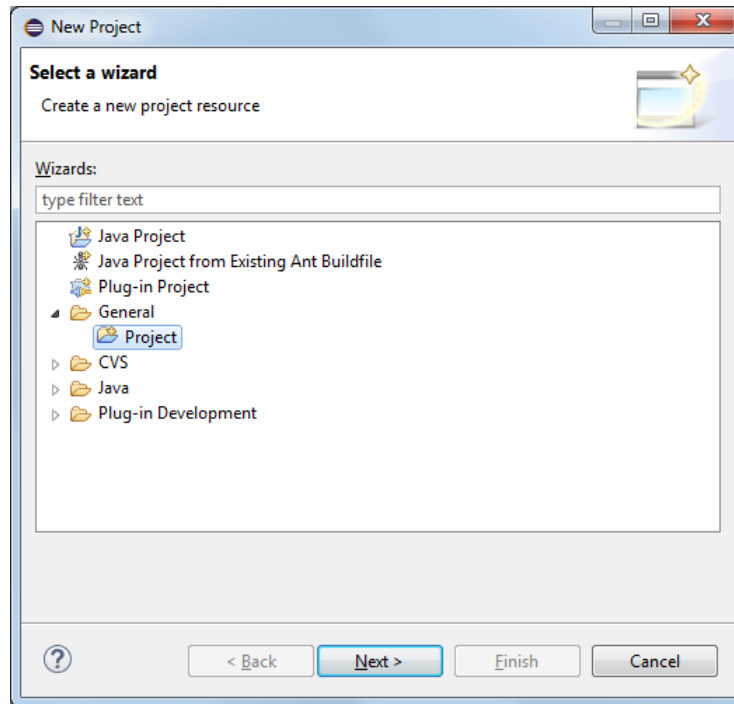 New Project
Select a wizard
Create a new project resource
Wizards:
type filter text
Java Project
Java Project from Existing Ant Buildfile
Plug-in Project
General
Project
CVS
Java
Plug-in Development
? < Back Next > Finish Cancel